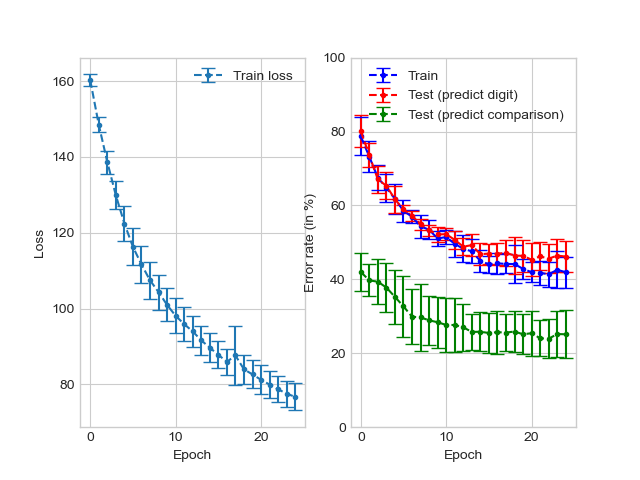 Train loss
160
140
120
100
80
Loss
0
10
20
Epoch
Train
Test (predict digit)
Test (predict comparison)
100
80
60
40
20
0
Error rate (in %)
0
10
20
Epoch